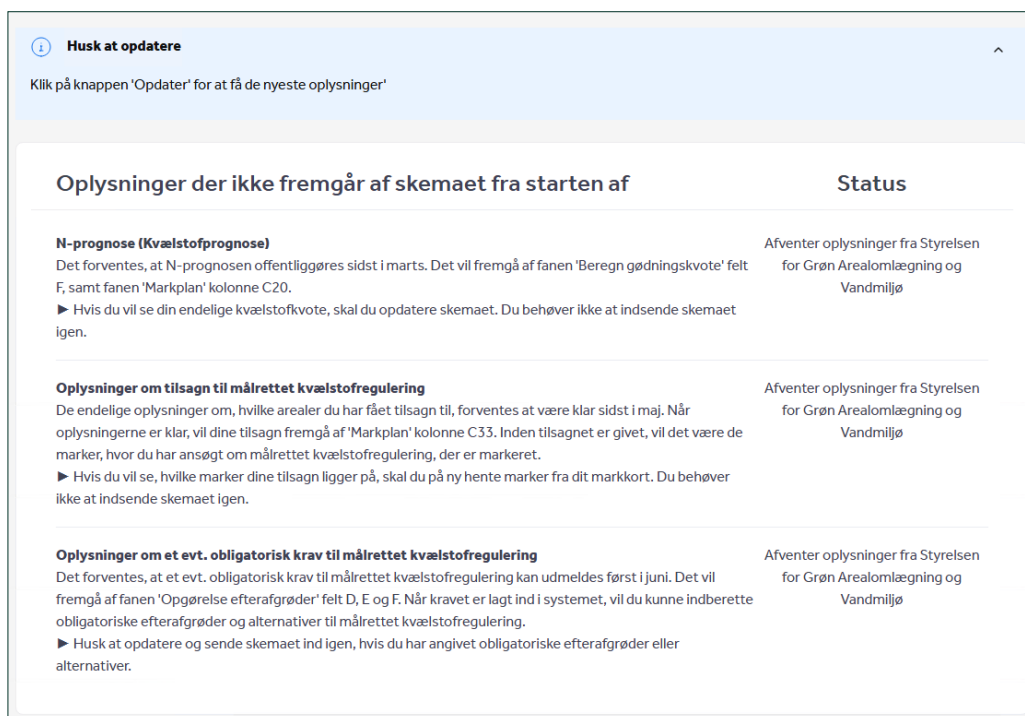 Husk at opdatere
Klik på knappen 'Opdater' for at få de nyeste oplysninger'
Oplysninger der ikke fremgår af skemaet fra starten af
Status
N-prognose (Kvælstofprognose)
Det forventes, at N-prognosen offentliggøres sidst i marts. Det vil fremgå af fanen 'Beregn gødningskvote' felt
F, samt fanen 'Markplan' kolonne C20.
► Hvis du vil se din endelige kvælstofkvote, skal du opdatere skemaet. Du behøver ikke at indsende skemaet
igen.
Afventer oplysninger fra Styrelsen
for Grøn Arealomlægning og
Vandmiljø
Oplysninger om tilsagn til målrettet kvælstofregulering
De endelige oplysninger om, hvilke arealer du har fået tilsagn til, forventes at være klar sidst i maj. Når
oplysningerne er klar, vil dine tilsagn fremgå af 'Markplan' kolonne C33. Inden tilsagnet er givet, vil det være de
marker, hvor du har ansøgt om målrettet kvælstofregulering, der er markeret.
► Hvis du vil se, hvilke marker dine tilsagn ligger på, skal du på ny hente marker fra dit markkort. Du behøver
ikke at indsende skemaet igen.
Afventer oplysninger fra Styrelsen
for Grøn Arealomlægning og
Vandmiljø
Oplysninger om et evt. obligatorisk krav til målrettet kvælstofregulering
Det forventes, at et evt. obligatorisk krav til målrettet kvælstofregulering kan udmeldes først i juni. Det vil
fremgå af fanen 'Opgørelse efterafgrøder' felt D, E og F. Når kravet er lagt ind i systemet, vil du kunne indberette
obligatoriske efterafgrøder og alternativer til målrettet kvælstofregulering.
► Husk at opdatere og sende skemaet ind igen, hvis du har angivet obligatoriske efterafgrøder eller
alternativer.
Afventer oplysninger fra Styrelsen
for Grøn Arealomlægning og
Vandmiljø